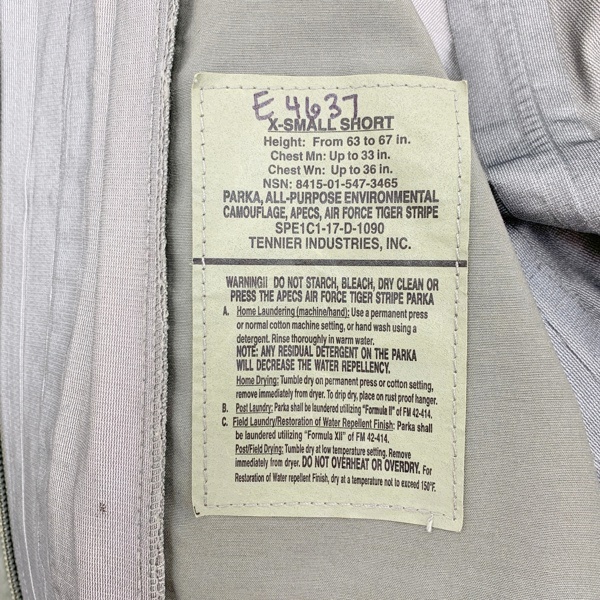 E 4637
X-SMALL SHORT
Height: From 63 to 67 in.
Chest Mn: Up to 33 in.
Chest Wn: Up to 36 in.
NSN: 8415-01-547-3465
PARKA, ALL-PURPOSE ENVIRONMENTAL
CAMOUFLAGE, APECS, AIR FORCE TIGER STRIPE
SPE1C1-17-D-1090
TENNIER INDUSTRIES, INC.
WARNING!! DO NOT STARCH, BLEACH, DRY CLEAN OR
PRESS THE APECS AIR FORCE TIGER STRIPE PARKA
A. Home Laundering (machine/hand): Use a permanent press
or normal cotton machine setting, or hand wash using a
detergent. Rinse thoroughly in warm water.
NOTE: ANY RESIDUAL DETERGENT ON THE PARKA
WILL DECREASE THE WATER REPELLENCY.
Home Drying: Tumble dry on permanent press or cotton setting,
remove immediately from dryer. To drip dry, place on rust proof hanger.
B. Post Laundry: Parka shall be laundered utilizing "Formula II" of FM 42-414.
C. Field Laundry/Restoration of Water Repellent Finish: Parka shall
be laundered utilizing "Formula XII" of FM 42-414.
Post/Field Drying: Tumble dry at low temperature setting. Remove
immediately from dryer. DO NOT OVERHEAT OR OVERDRY. For
Restoration of Water repellent Finish, dry at a temperature not to exceed 150°F.